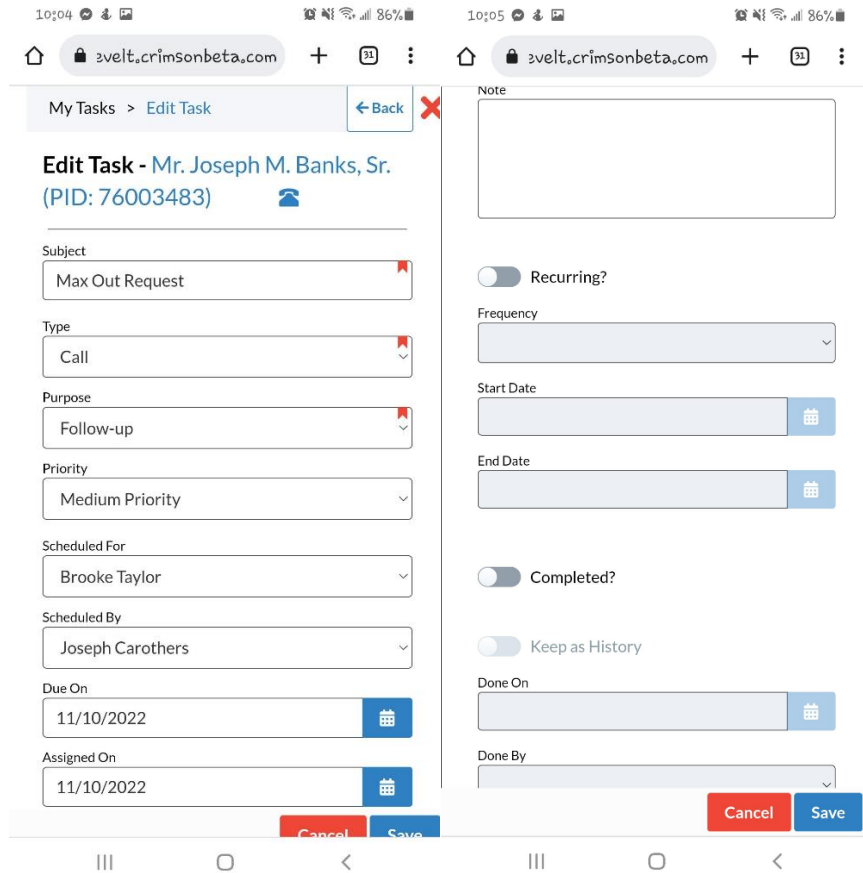 10:04 86%
evelt.crimsonbeta.com + 31
My Tasks > Edit Task Back
Edit Task - Mr. Joseph M. Banks, Sr.
(PID: 76003483)
Subject
Max Out Request
Type
Call
Purpose
Follow-up
Priority
Medium Priority
Scheduled For
Brooke Taylor
Scheduled By
Joseph Carothers
Due On
11/10/2022
Assigned On
11/10/2022
Cancel Save
10:05 86%
evelt.crimsonbeta.com + 31
Note
Recurring?
Frequency
Start Date
End Date
Completed?
Keep as History
Done On
Done By
Cancel Save